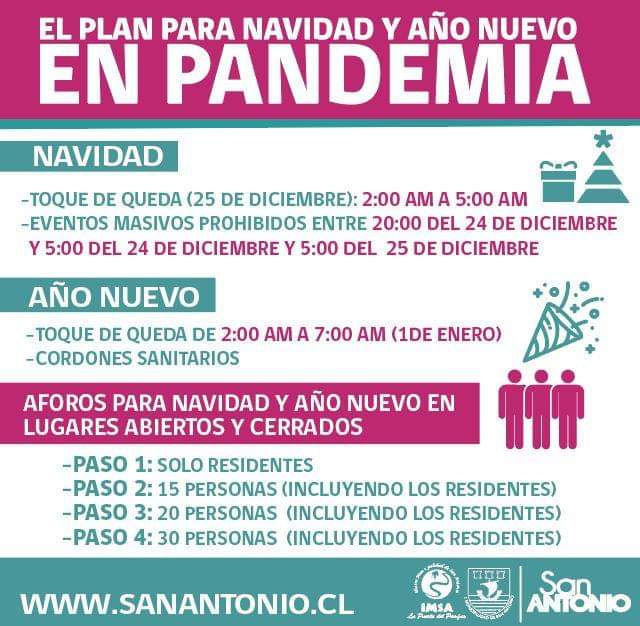 EL PLAN PARA NAVIDAD Y AÑO NUEVO
EN PANDEMIA
NAVIDAD
-TOQUE DE QUEDA (25 DE DICIEMBRE): 2:00 AM A 5:00 AM
-EVENTOS MASIVOS PROHIBIDOS ENTRE 20:00 DEL 24 DE DICIEMBRE
Y 5:00 DEL 24 DE DICIEMBRE Y 5:00 DEL 25 DE DICIEMBRE
AÑO NUEVO
-TOQUE DE QUEDA DE 2:00 AM A 7:00 AM (1DE ENERO)
-CORDONES SANITARIOS
AFOROS PARA NAVIDAD Y AÑO NUEVO EN
LUGARES ABIERTOS Y CERRADOS
-PASO 1: SOLO RESIDENTES
-PASO 2: 15 PERSONAS (INCLUYENDO LOS RESIDENTES)
-PASO 3: 20 PERSONAS (INCLUYENDO LOS RESIDENTES)
-PASO 4: 30 PERSONAS (INCLUYENDO LOS RESIDENTES)
WWW.SANANTONIO.CL
IMSA
San
ANTONIO